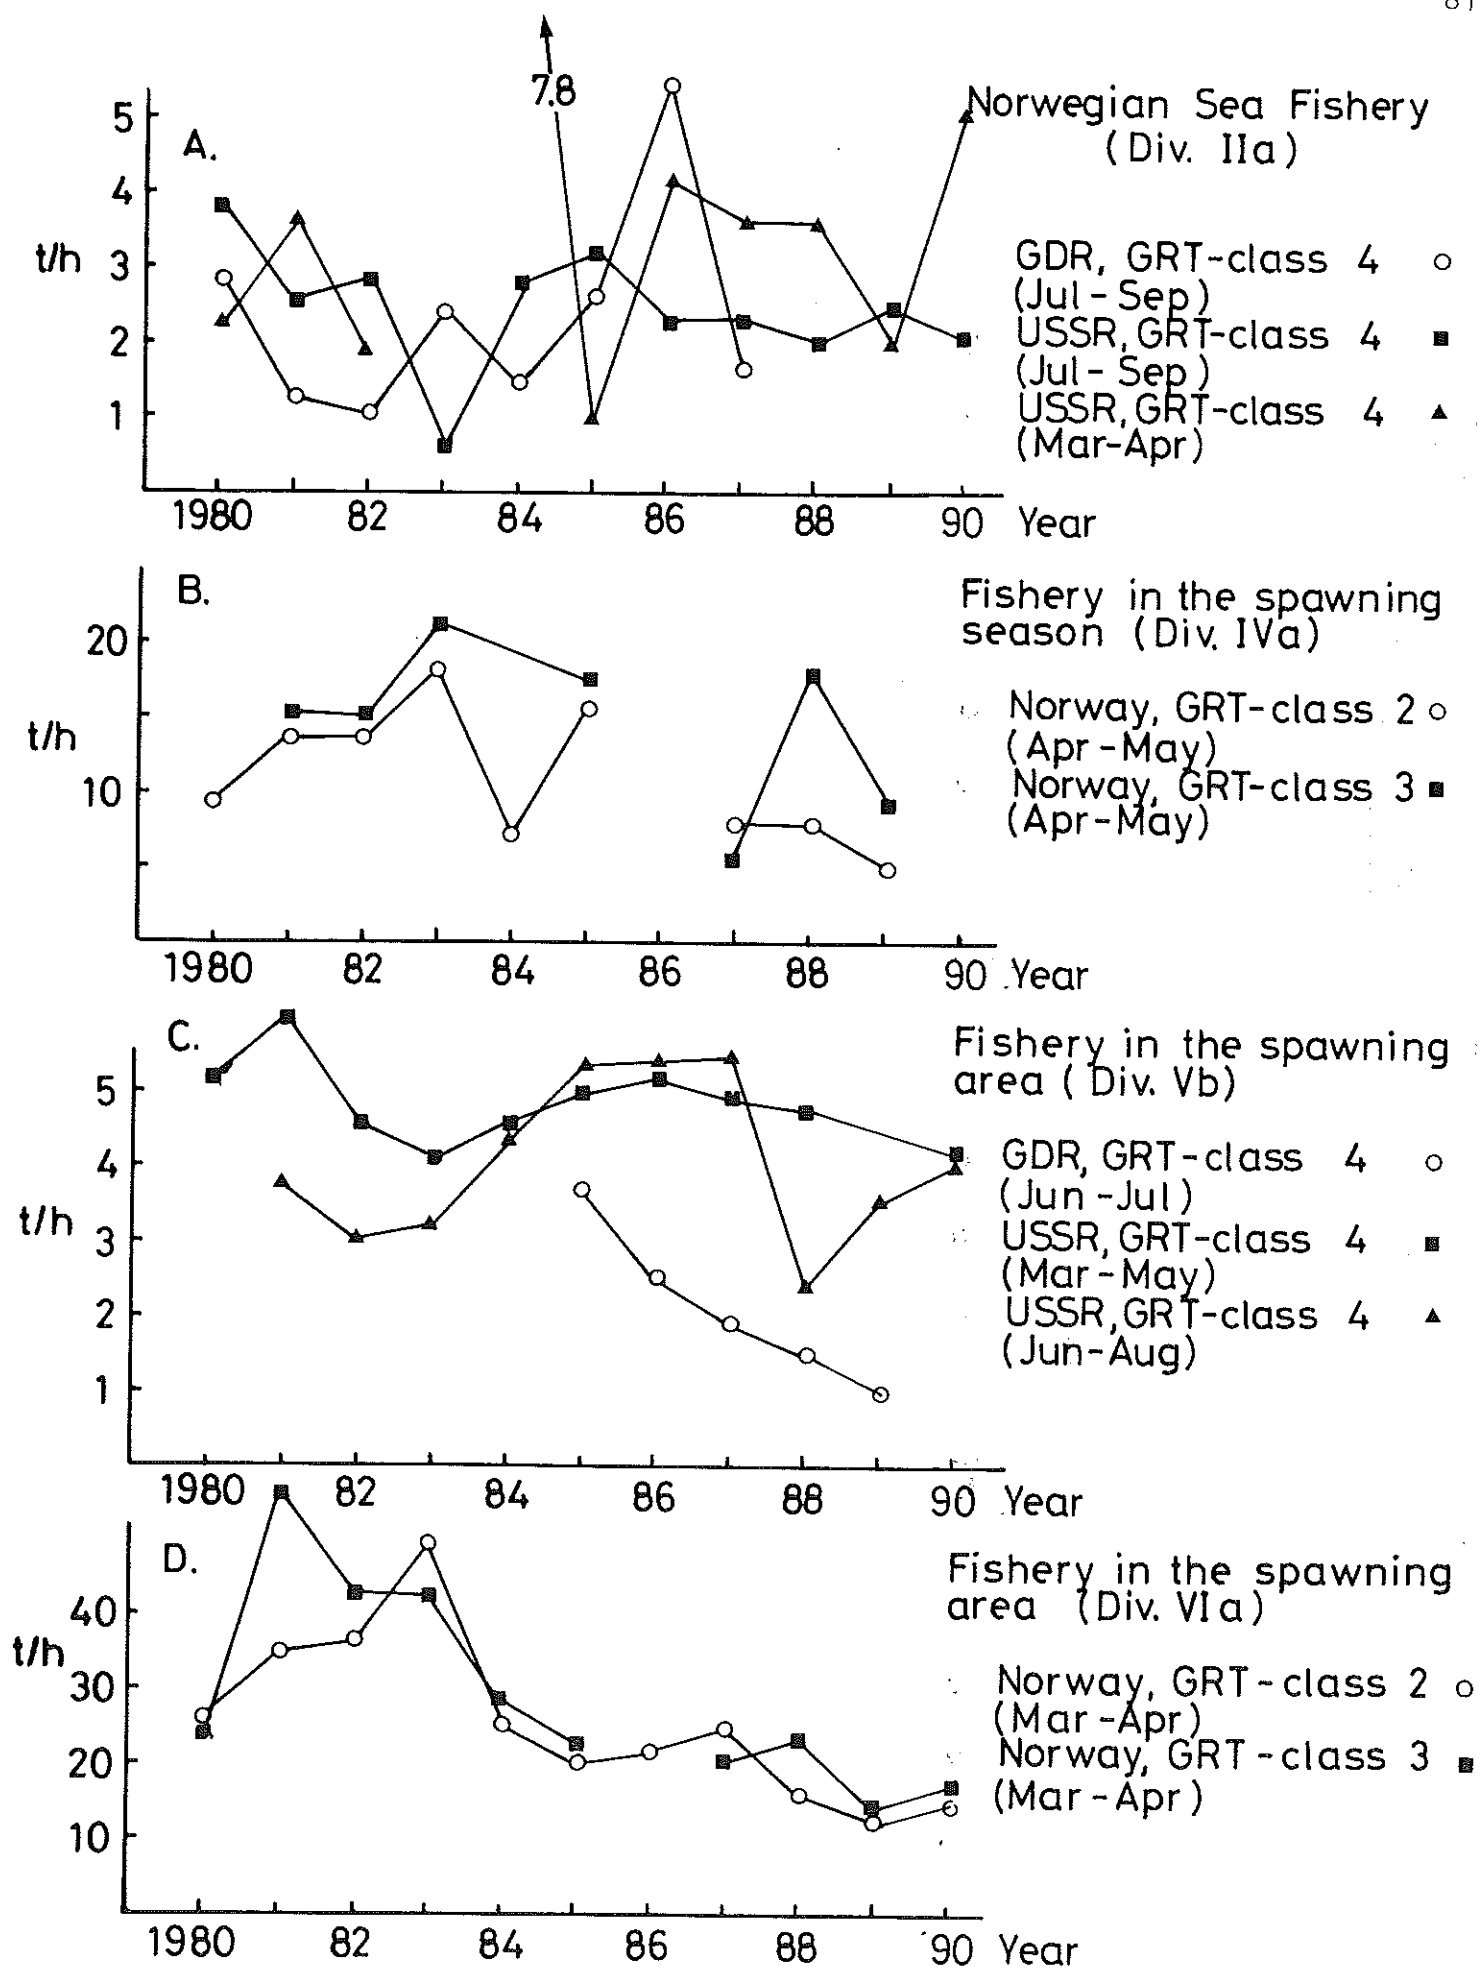 7.8
Norwegian Sea Fishery
(Div. IIa)
A.
5
4
t/h 3
2
1
GDR, GRT-class 4
(Jul-Sep)
USSR, GRT-class 4
(Jul-Sep)
USSR, GRT-class 4
(Mar-Apr)
1980 82 84 86 88 90 Year
B.
Fishery in the spawning
season (Div. IVa)
20
t/h
10
Norway, GRT-class 2
(Apr-May)
Norway, GRT-class 3
(Apr-May)
1980 82 84 86 88 90 Year
C.
Fishery in the spawning
area (Div. Vb)
5
4
t/h 3
2
1
GDR, GRT-class 4
(Jun-Jul)
USSR, GRT-class 4
(Mar-May)
USSR, GRT-class 4
(Jun-Aug)
1980 82 84 86 88 90 Year
D.
Fishery in the spawning
area (Div. VIa)
40
t/h
30
20
10
Norway, GRT-class 2
(Mar-Apr)
Norway, GRT-class 3
(Mar-Apr)
1980 82 84 86 88 90 Year